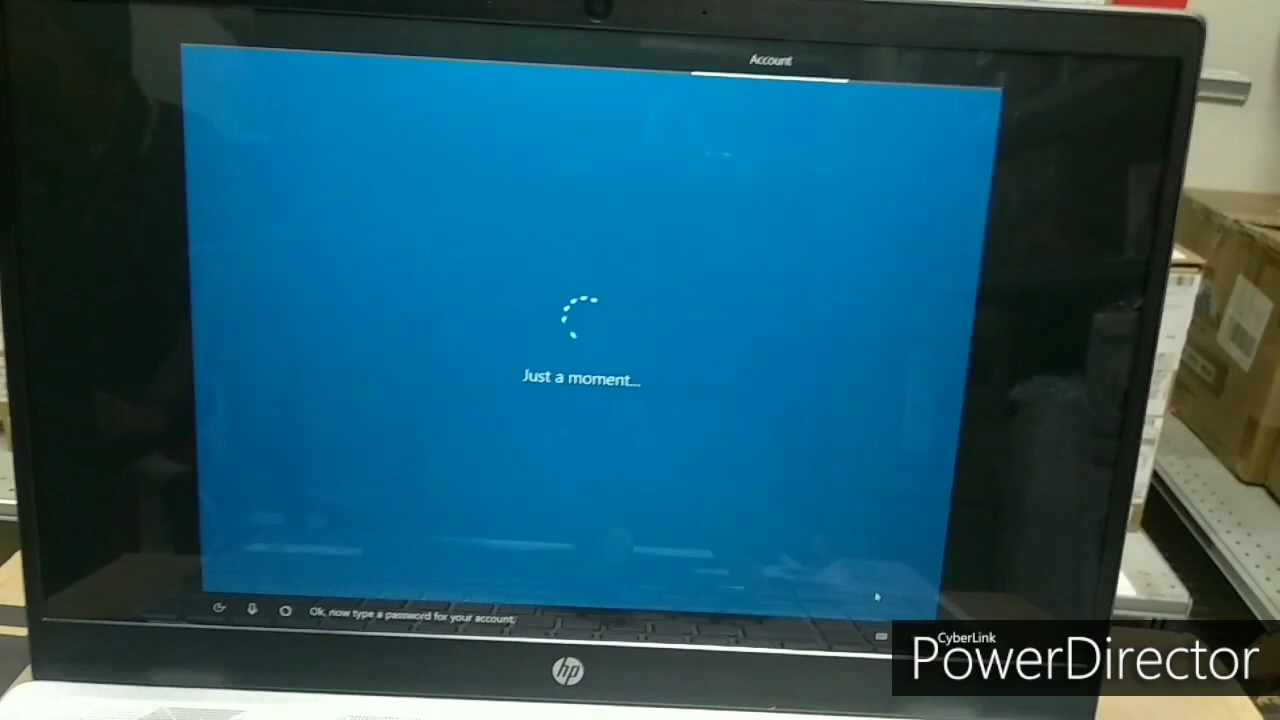 Account
Just a moment...
Ok, now type a password for your account.
hp
CyberLink
PowerDirector